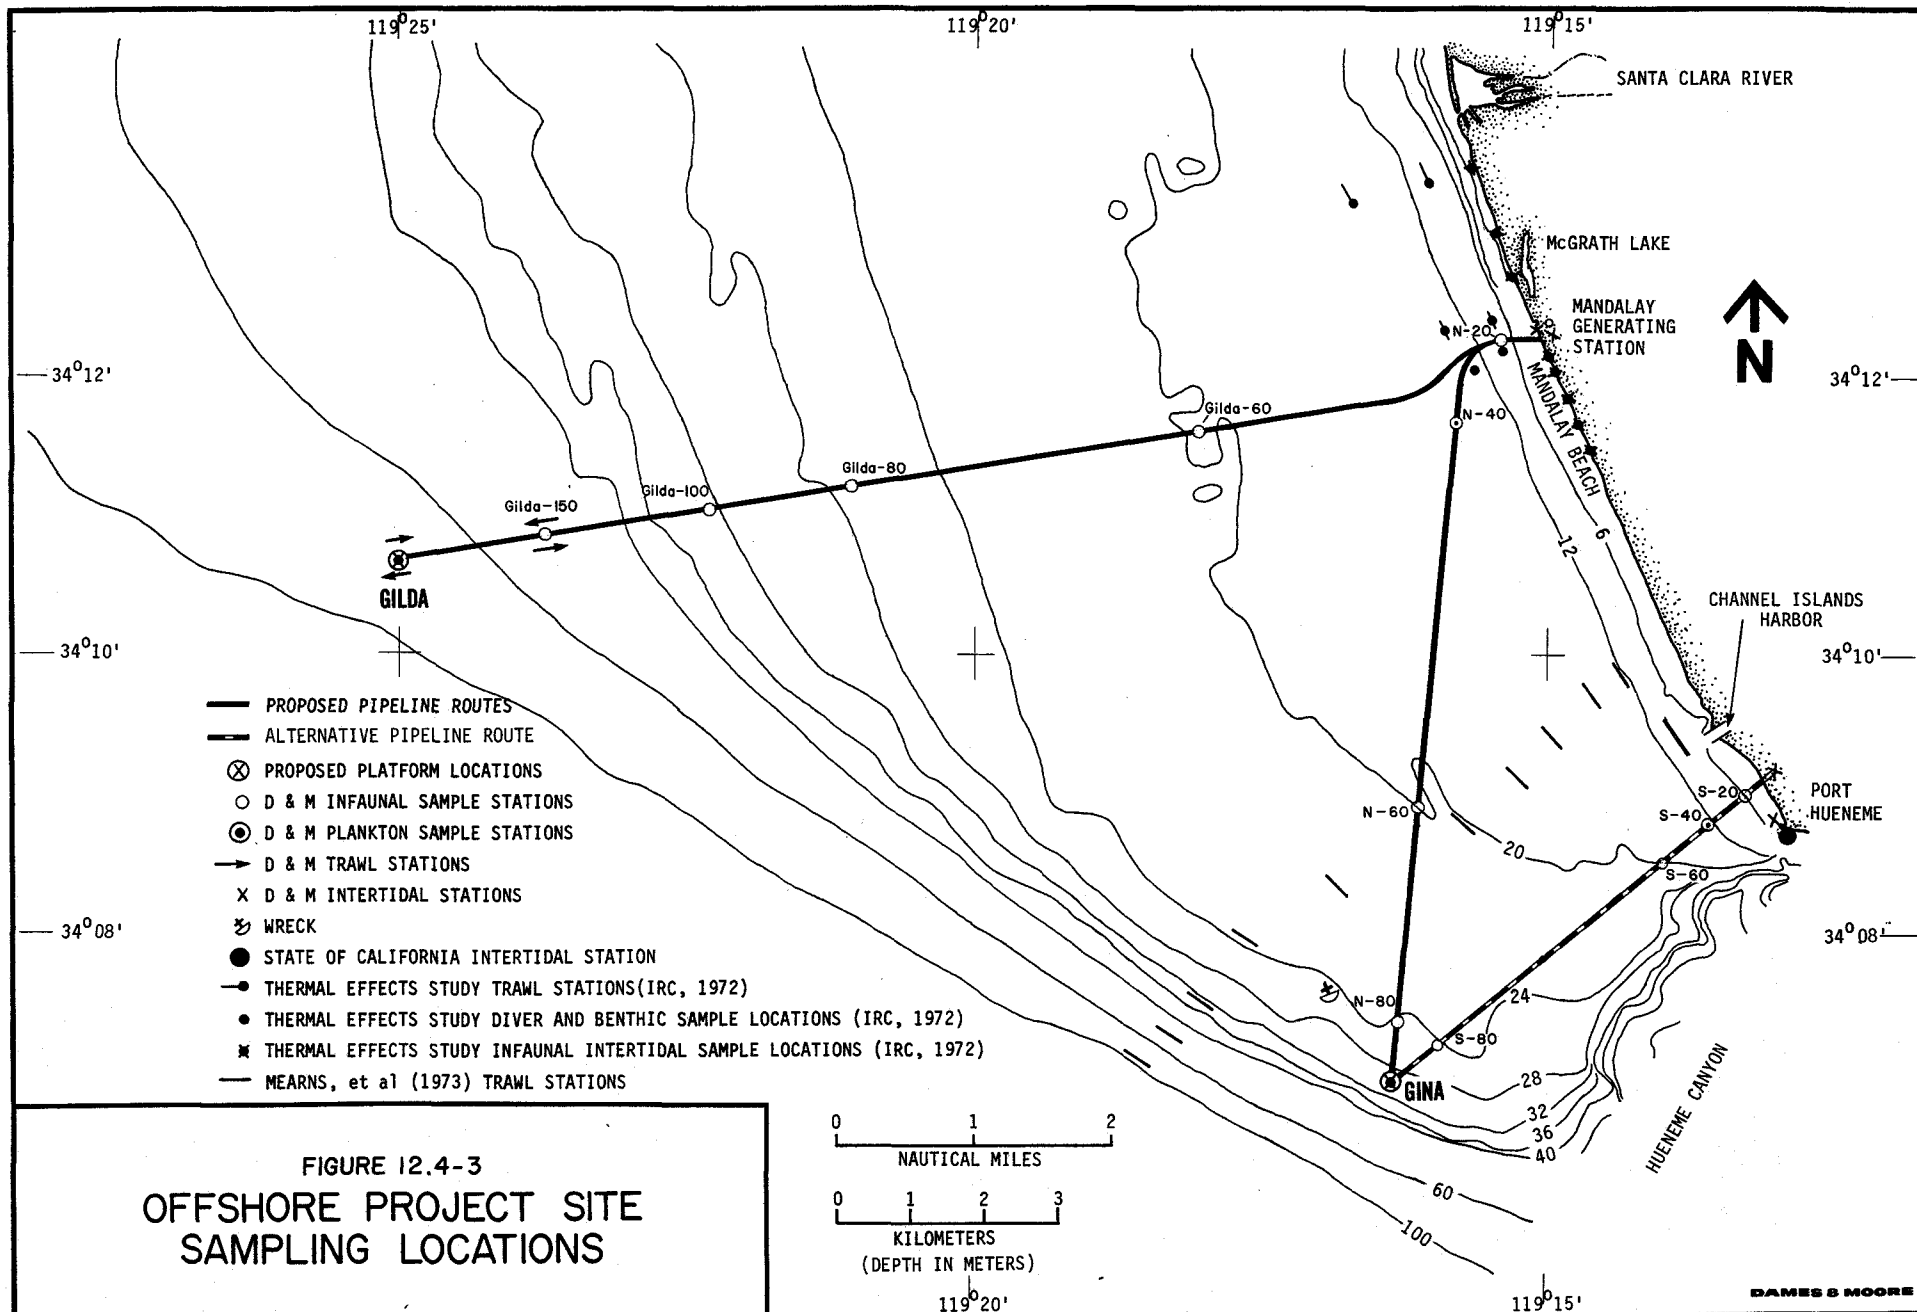 119°25'
119°20'
119°15'
SANTA CLARA RIVER
McGRATH LAKE
MANDALAY
GENERATING
STATION
N
N-20
34°12'
34°12'
MANDALAY BEACH
Gilda-60
N-40
Gilda-80
Gilda-100
Gilda-150
GILDA
12
6
CHANNEL ISLANDS
HARBOR
34°10'
34°10'
PROPOSED PIPELINE ROUTES
ALTERNATIVE PIPELINE ROUTE
PROPOSED PLATFORM LOCATIONS
D & M INFAUNAL SAMPLE STATIONS
D & M PLANKTON SAMPLE STATIONS
D & M TRAWL STATIONS
D & M INTERTIDAL STATIONS
WRECK
STATE OF CALIFORNIA INTERTIDAL STATION
THERMAL EFFECTS STUDY TRAWL STATIONS(IRC, 1972)
THERMAL EFFECTS STUDY DIVER AND BENTHIC SAMPLE LOCATIONS (IRC, 1972)
THERMAL EFFECTS STUDY INFAUNAL INTERTIDAL SAMPLE LOCATIONS (IRC, 1972)
MEARNS, et al (1973) TRAWL STATIONS
S-20
PORT
HUENEME
S-40
N-60
20
S-60
34°08'
34°08'
N-80
24
S-80
28
GINA
32
36
40
HUENEME CANYON
60
100
0 1 2
NAUTICAL MILES
0 1 2 3
KILOMETERS
(DEPTH IN METERS)
FIGURE 12.4-3
OFFSHORE PROJECT SITE
SAMPLING LOCATIONS
119°20'
119°15'
DAMES & MOORE